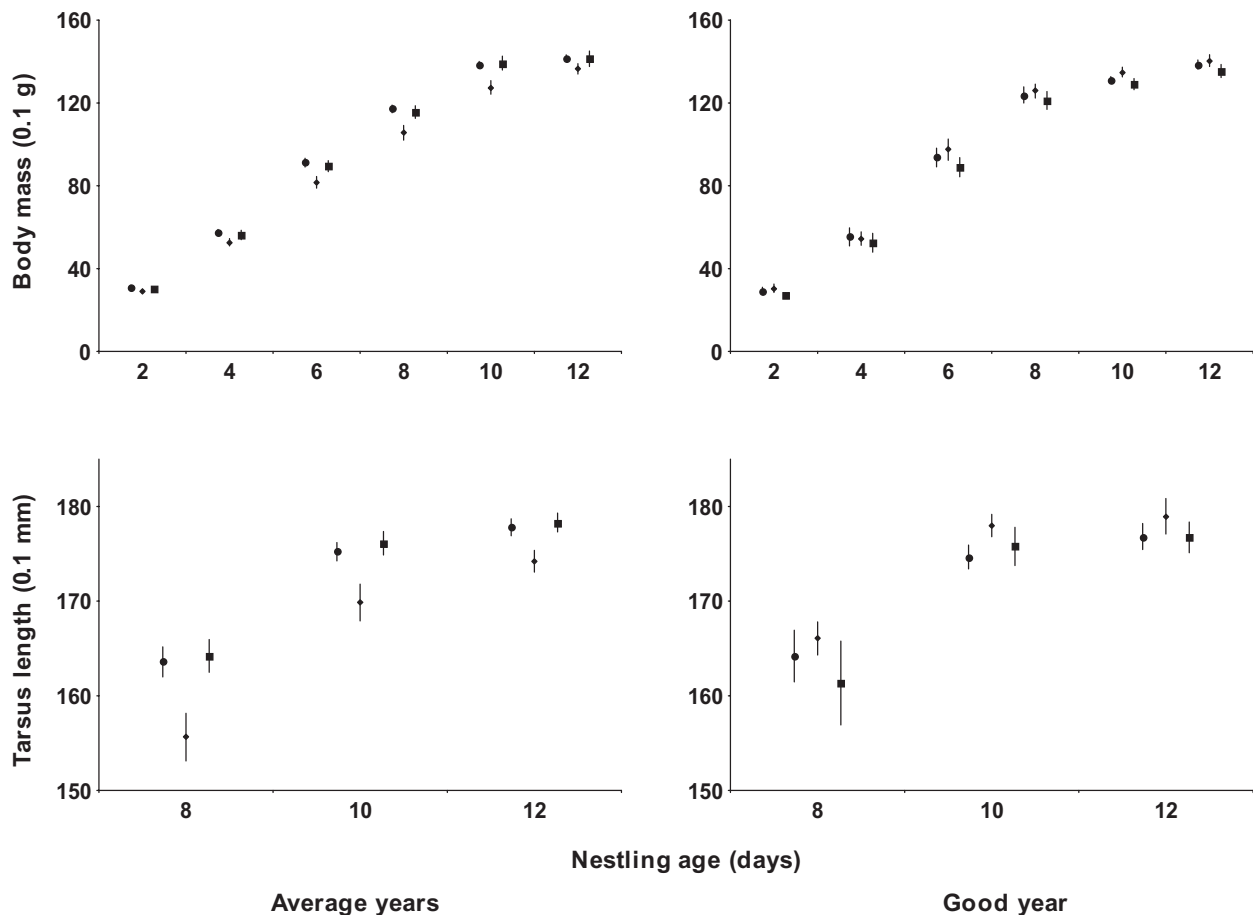 Body mass (0.1 g)
160
120
80
40
0
2 4 6 8 10 12
160
120
80
40
0
2 4 6 8 10 12
Tarsus length (0.1 mm)
180
170
160
150
8 10 12
180
170
160
150
8 10 12
Nestling age (days)
Average years
Good year